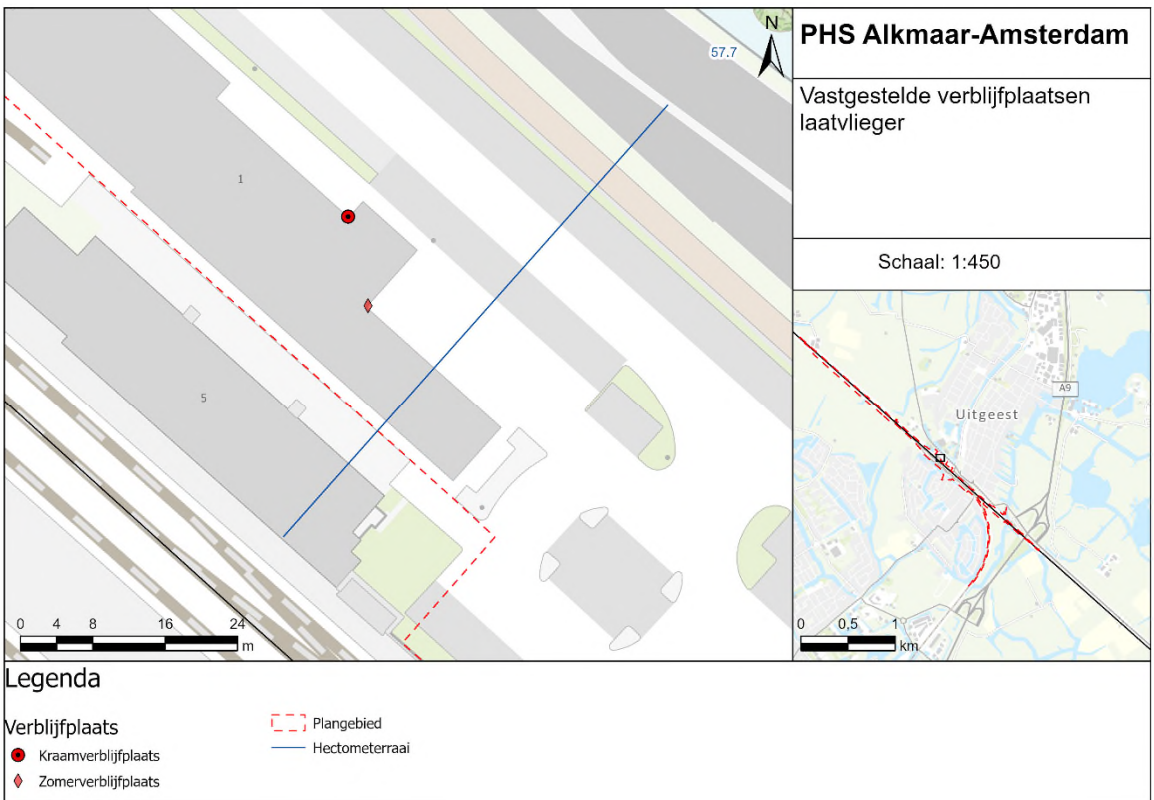 N
57.7
1
5
0 4 8 16 24
m
PHS Alkmaar-Amsterdam
Vastgestelde verblijfplaatsen
laatvlieger
Schaal: 1:450
A9
Uitgeest
0 0,5 1
km
Legenda
Verblijfplaats
Kraamverblijfplaats
Zomerverblijfplaats
Plangebied
Hectometerraai